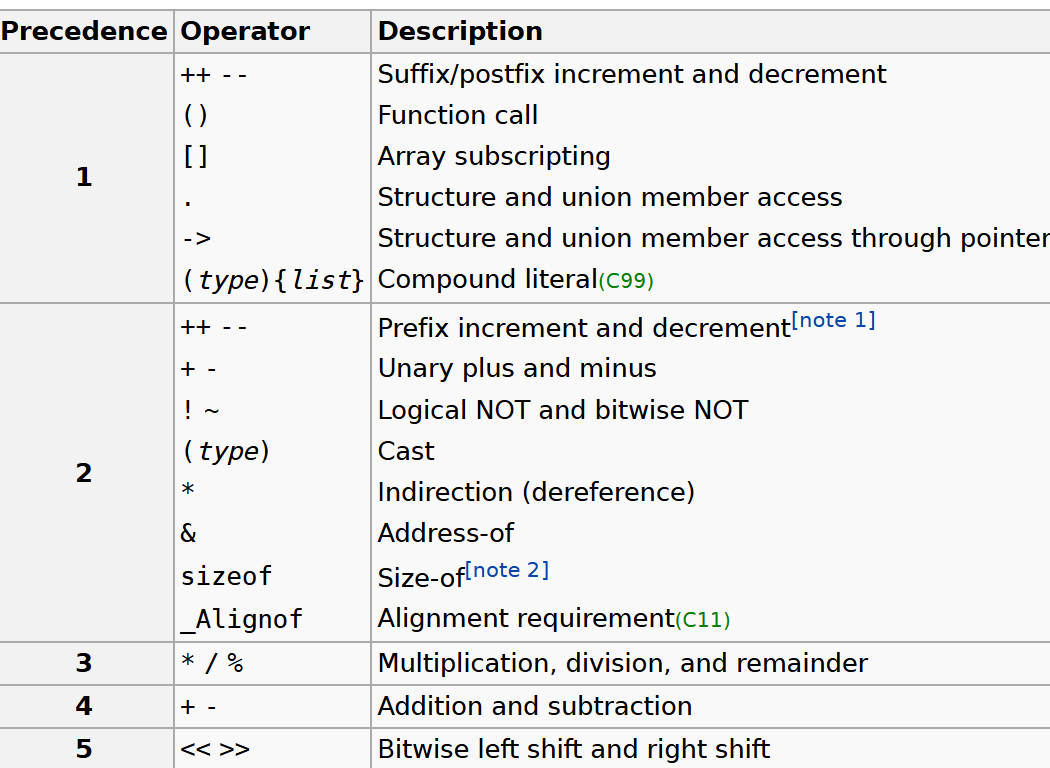 Precedence Operator Description
++ -- Suffix/postfix increment and decrement
() Function call
[] Array subscripting
1
. Structure and union member access
-> Structure and union member access through pointer
(type){list} Compound literal(C99)
++ -- Prefix increment and decrement[note 1]
+ - Unary plus and minus
! ~ Logical NOT and bitwise NOT
(type) Cast
2
* Indirection (dereference)
& Address-of
sizeof Size-of[note 2]
_Alignof Alignment requirement(C11)
3 * / % Multiplication, division, and remainder
4 + - Addition and subtraction
5 << >> Bitwise left shift and right shift